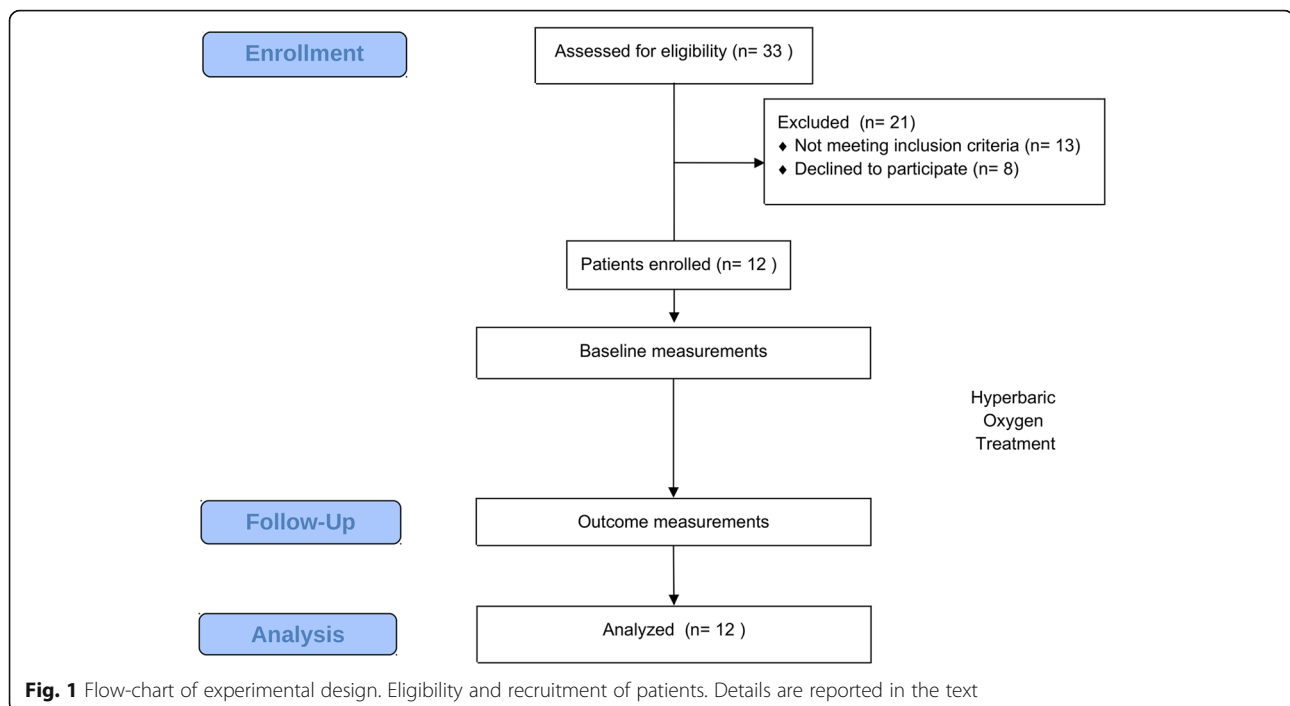 Enrollment
Assessed for eligibility (n= 33 )
Excluded (n= 21)
♦ Not meeting inclusion criteria (n= 13)
♦ Declined to participate (n= 8)
Patients enrolled (n= 12 )
Baseline measurements
Hyperbaric
Oxygen
Treatment
Follow-Up
Outcome measurements
Analysis
Analyzed (n= 12 )
Fig. 1 Flow-chart of experimental design. Eligibility and recruitment of patients. Details are reported in the text